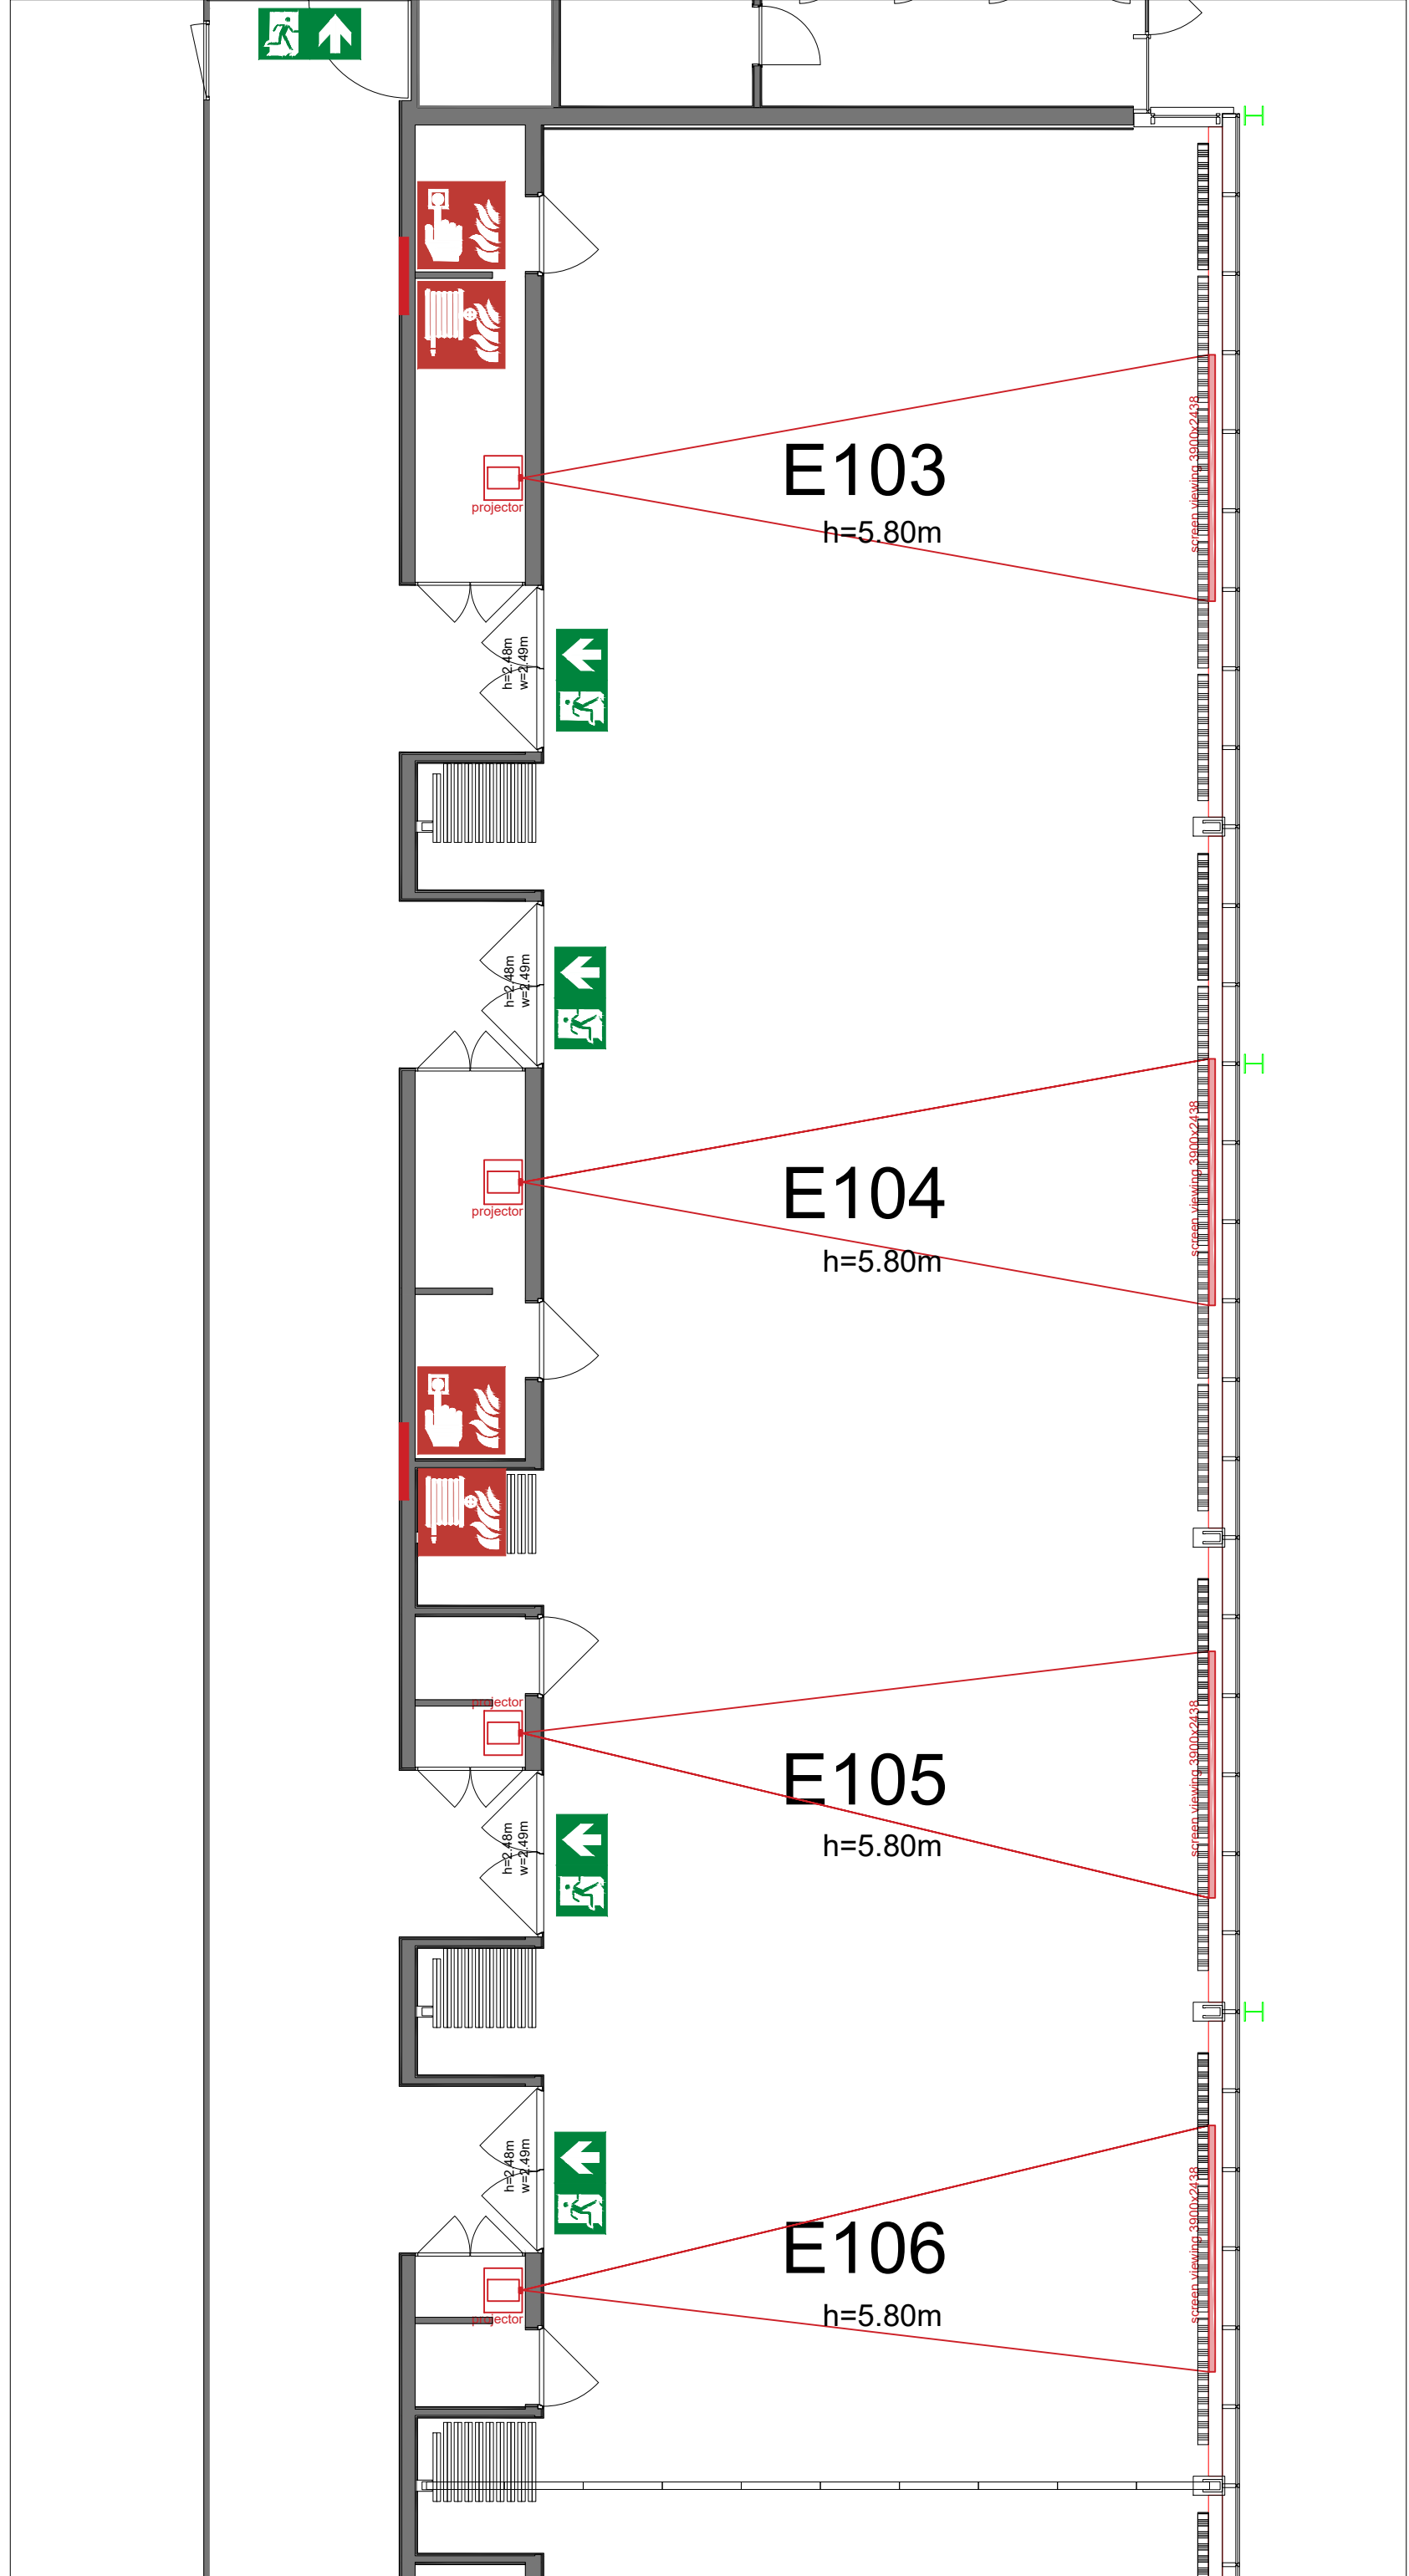 E103
h=5.80m
screen viewing 3900x2438
projector
h=2.48m
w=2.49m
h=2.48m
w=2.49m
E104
h=5.80m
screen viewing 3900x2438
projector
projector
E105
h=5.80m
screen viewing 3900x2438
h=2.48m
w=2.49m
h=2.48m
w=2.49m
E106
h=5.80m
screen viewing 3900x2438
projector